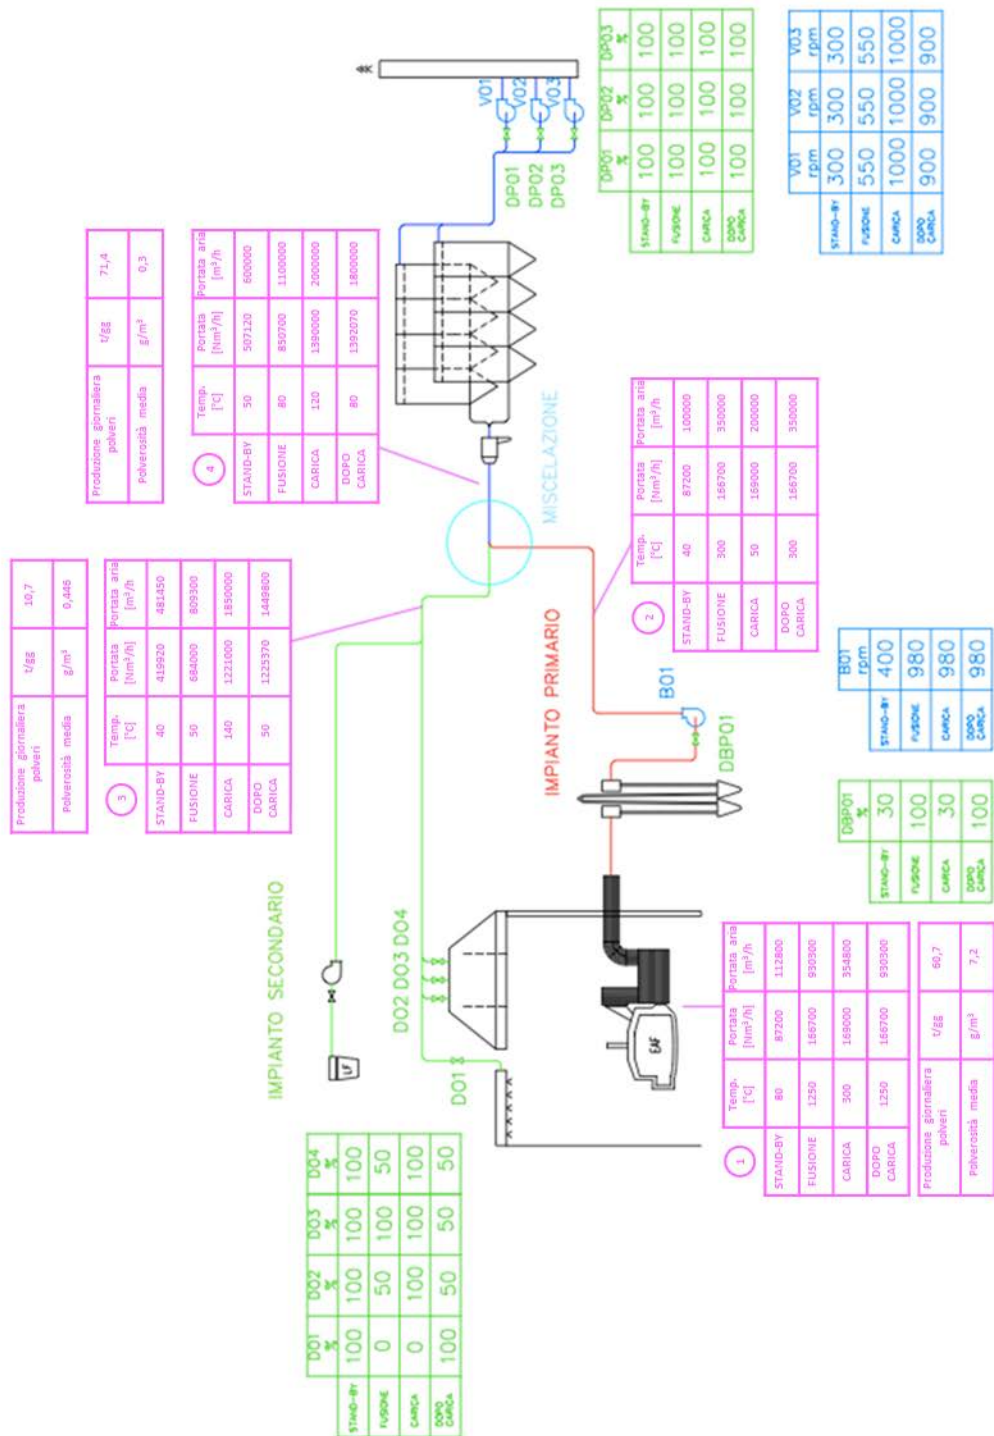 Produzione giornaliera polveri t/gg 10,7
Polverosità media g/m³ 0,446
3 Temp. [°C] Portata [Nm³/h] Portata aria [m³/h
STAND-BY 40 419920 481450
FUSIONE 50 684000 809300
CARICA 140 1221000 1850000
DOPO CARICA 50 1225370 1449800
Produzione giornaliera polveri t/gg 71,4
Polverosità media g/m³ 0,3
4 Temp. [°C] Portata [Nm³/h] Portata aria [m³/h
STAND-BY 50 507120 600000
FUSIONE 80 850700 1100000
CARICA 120 1390000 2000000
DOPO CARICA 80 1392070 1800000
IMPIANTO SECONDARIO
LF
D01
D02 D03 D04
MISCELAZIONE
V01
V02
V03
DP01
DP02
DP03
D01 % D02 % D03 % D04 %
STAND-BY 100 100 100 100
FUSIONE 0 50 100 50
CARICA 0 100 100 100
DOPO CARICA 100 50 50 50
EAF
IMPIANTO PRIMARIO
B01
DBP01
2 Temp. [°C] Portata [Nm³/h] Portata aria [m³/h
STAND-BY 40 87200 100000
FUSIONE 300 166700 350000
CARICA 50 169000 200000
DOPO CARICA 300 166700 350000
DP01 % DP02 % DP03 %
STAND-BY 100 100 100
FUSIONE 100 100 100
CARICA 100 100 100
DOPO CARICA 100 100 100
1 Temp. [°C] Portata [Nm³/h] Portata aria [m³/h
STAND-BY 80 87200 112800
FUSIONE 1250 166700 930300
CARICA 300 169000 354800
DOPO CARICA 1250 166700 930300
Produzione giornaliera polveri t/gg 60,7
Polverosità media g/m³ 7,2
DBP01 %
STAND-BY 30
FUSIONE 100
CARICA 30
DOPO CARICA 100
B01 rpm
STAND-BY 400
FUSIONE 980
CARICA 980
DOPO CARICA 980
V01 rpm V02 rpm V03 rpm
STAND-BY 300 300 300
FUSIONE 550 550 550
CARICA 1000 1000 1000
DOPO CARICA 900 900 900